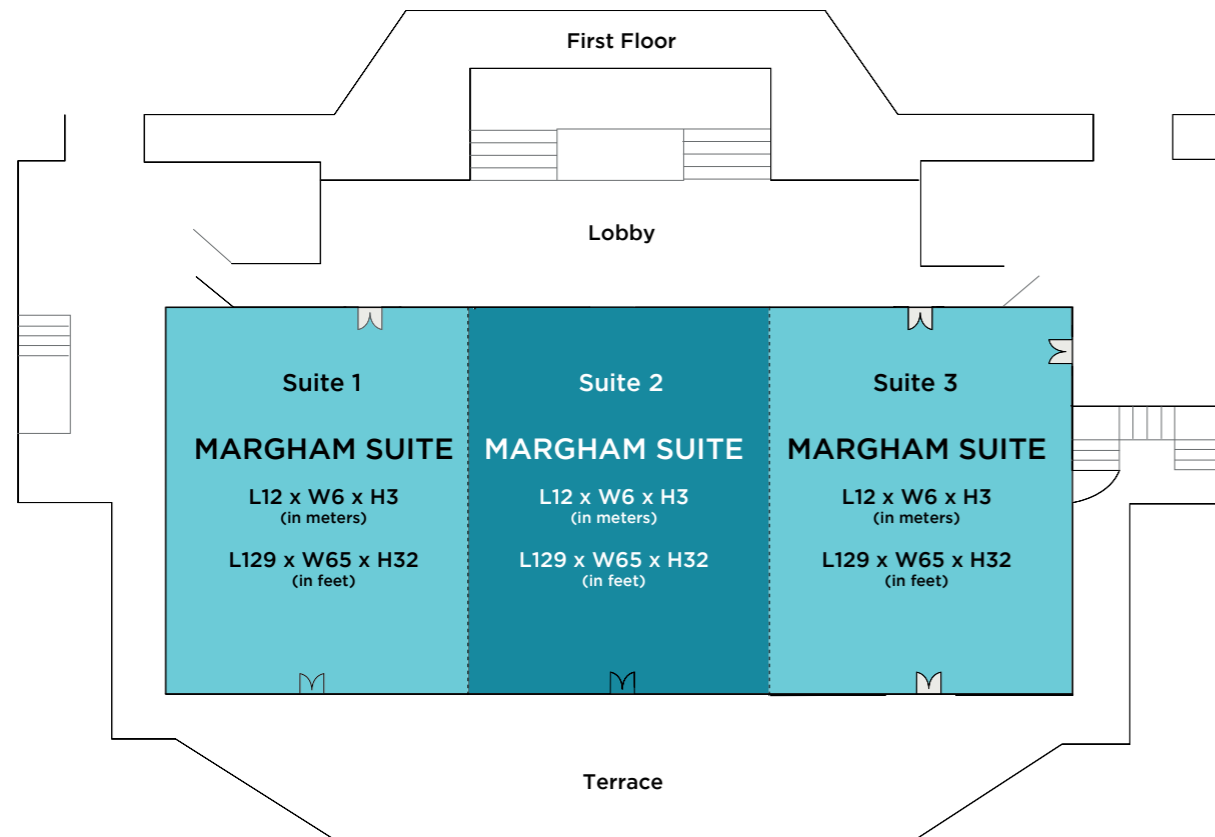 First Floor
Lobby
Suite 1
MARGHAM SUITE
L12 x W6 x H3
(in meters)
L129 x W65 x H32
(in feet)
Suite 2
MARGHAM SUITE
L12 x W6 x H3
(in meters)
L129 x W65 x H32
(in feet)
Suite 3
MARGHAM SUITE
L12 x W6 x H3
(in meters)
L129 x W65 x H32
(in feet)
Terrace